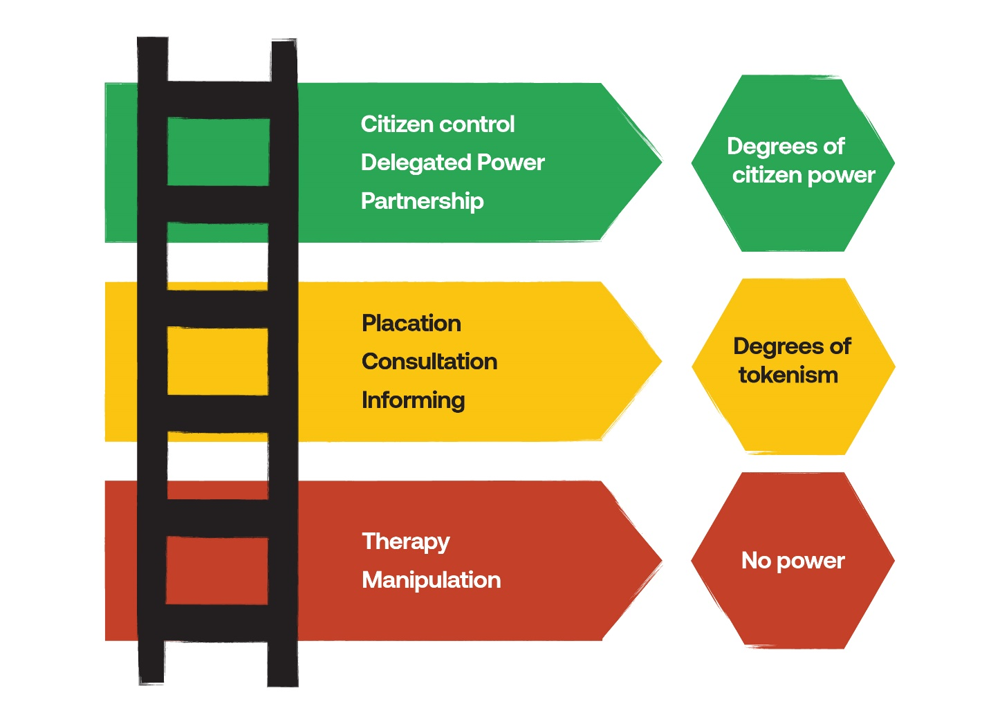 Citizen control
Delegated Power
Partnership
Degrees of
citizen power
Placation
Consultation
Informing
Degrees of
tokenism
Therapy
Manipulation
No power